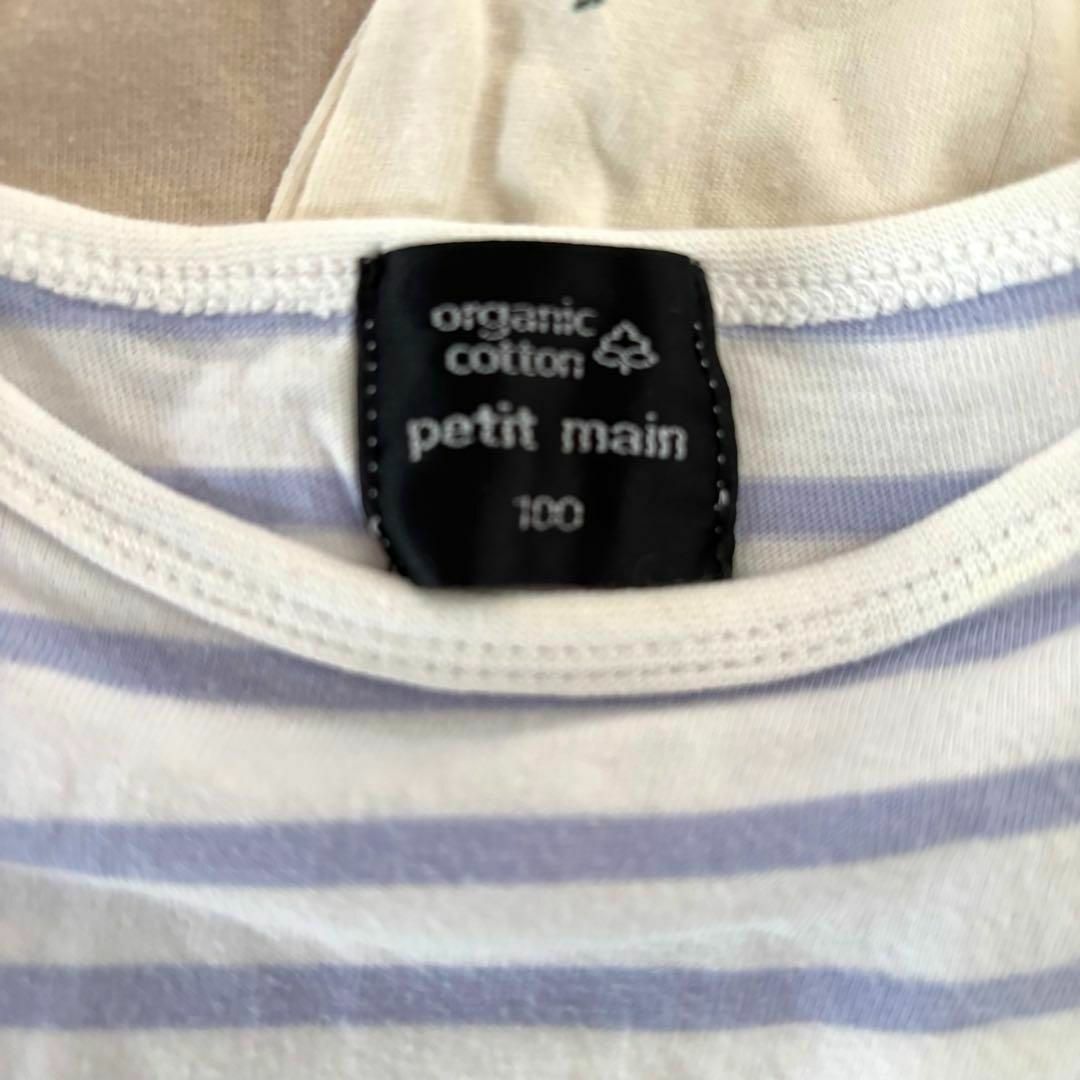 organic
cotton
petit main
100